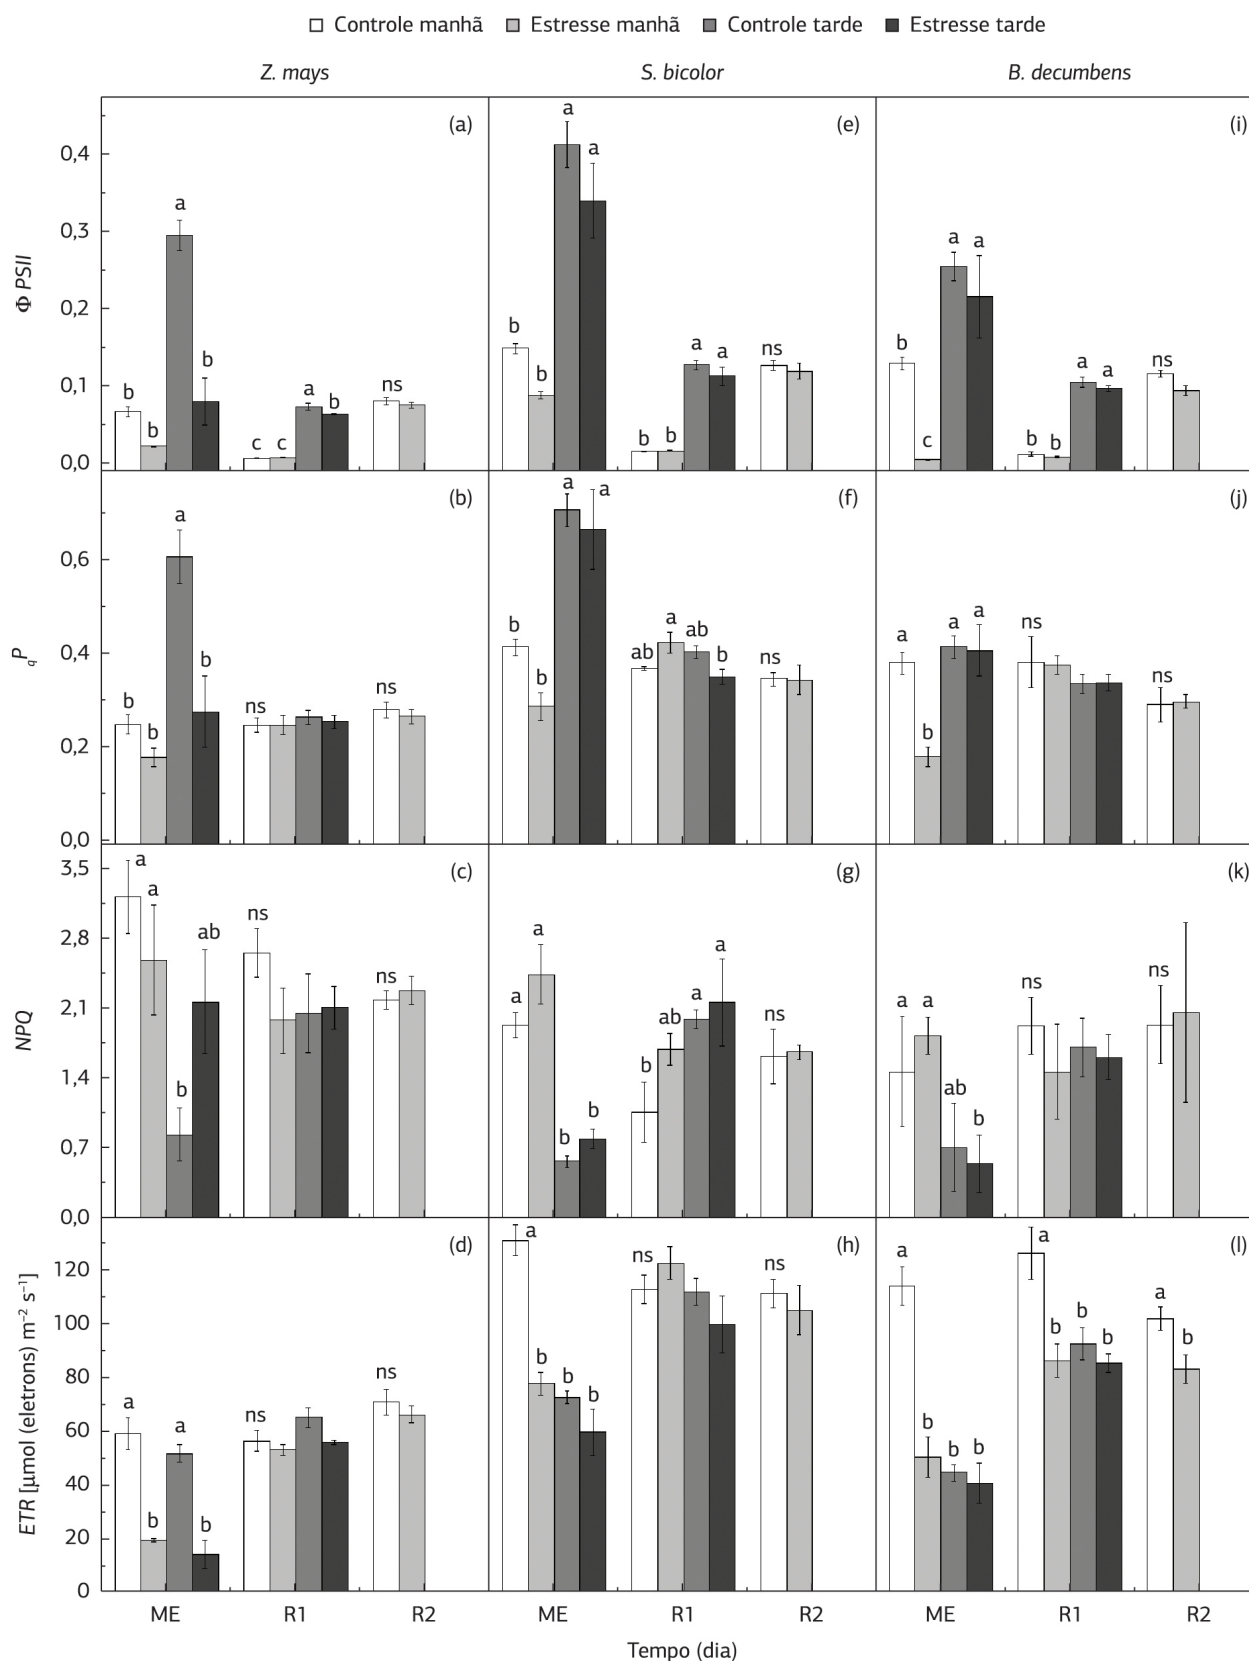 Controle manhã Estresse manhã Controle tarde Estresse tarde
Z. mays S. bicolor B. decumbens
(a) (e) (i)
Φ PSII
0,4
0,3
0,2
0,1
0,0
b b a b c c a b ns
b b a a b b a a ns
b c a a b b a a ns
(b) (f) (j)
qP
0,6
0,4
0,2
0,0
b b a b ns ns
b b a a ab a ab b ns
a b a a ns ns
(c) (g) (k)
NPQ
3,5
2,8
2,1
1,4
0,7
0,0
a a b ab ns ns
a a b b b ab a a ns
a a ab b ns ns
(d) (h) (l)
ETR [μmol (eletrons) m⁻² s⁻¹]
120
100
80
60
40
20
0
a b a b ns ns
a b b b ns ns
a b b b a b b b a b
ME R1 R2 ME R1 R2 ME R1 R2
Tempo (dia)